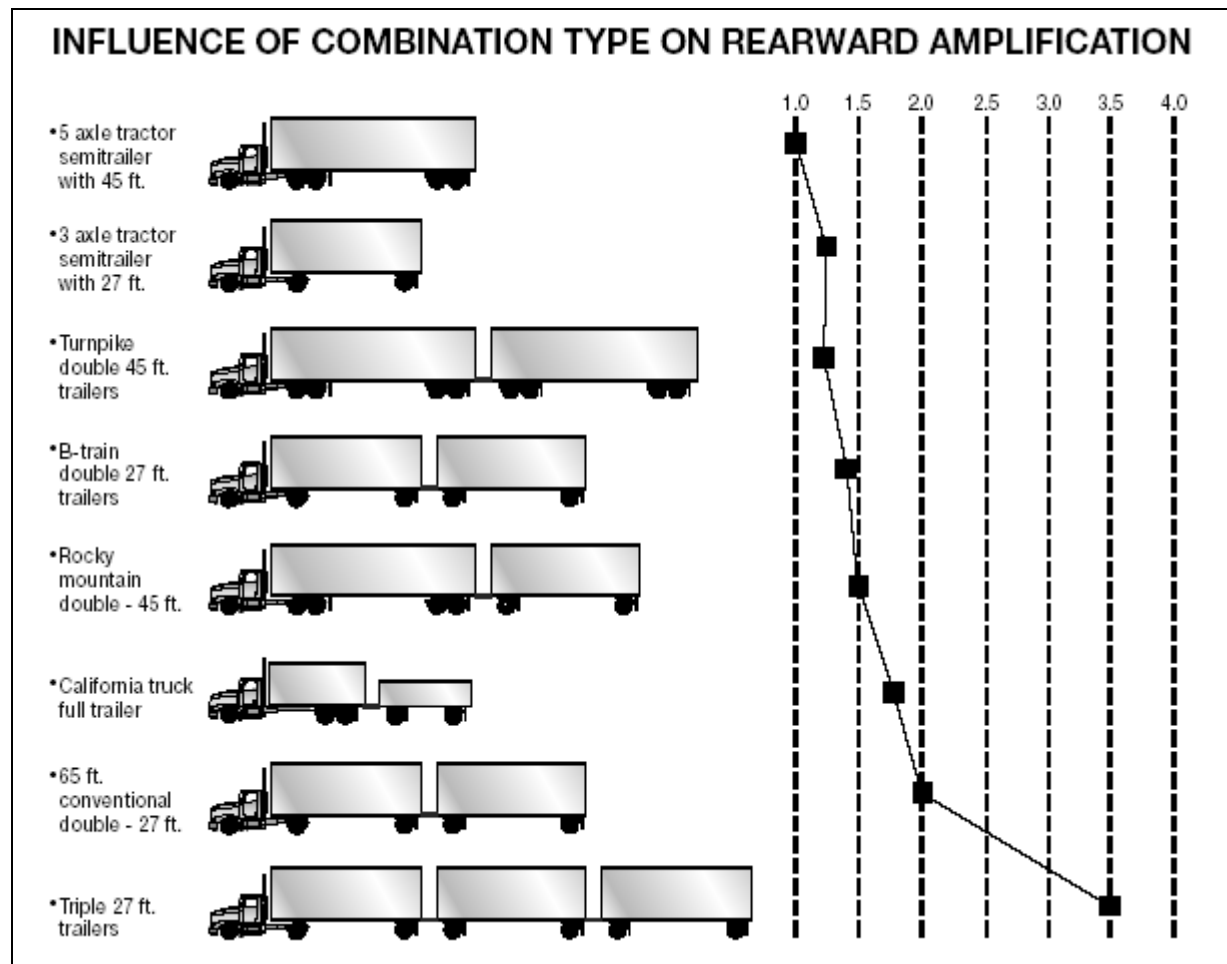 INFLUENCE OF COMBINATION TYPE ON REARWARD AMPLIFICATION
1.0 1.5 2.0 2.5 3.0 3.5 4.0
•5 axle tractor
semitrailer
with 45 ft.
•3 axle tractor
semitrailer
with 27 ft.
•Turnpike
double 45 ft.
trailers
•B-train
double 27 ft.
trailers
•Rocky
mountain
double - 45 ft.
•California truck
full trailer
•65 ft.
conventional
double - 27 ft.
•Triple 27 ft.
trailers